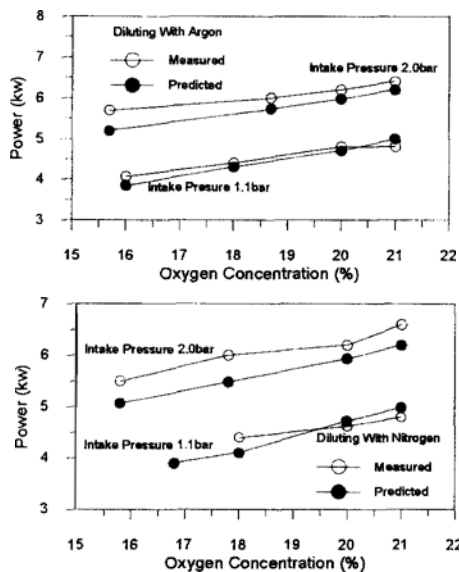 8
Diluting With Argon
Measured
Intake Pressure 2.0bar
7
Predicted
6
Power (kw)
5
4
Intake Presure 1.1bar
3
15 16 17 18 19 20 21 22
Oxygen Concentration (%)
7
6
Intake Pressure 2.0bar
Power (kw)
5
Intake Pressure 1.1bar
Diluting With Nitrogen
4
Measured
Predicted
3
15 16 17 18 19 20 21 22
Oxygen Concentration (%)